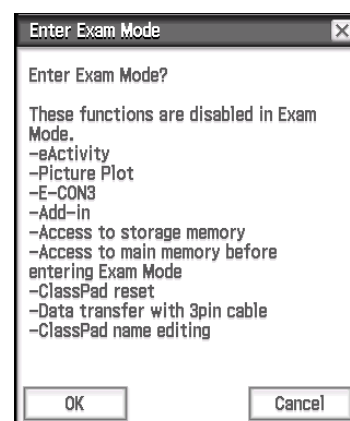 Enter Exam Mode
Enter Exam Mode?
These functions are disabled in Exam
Mode.
-eActivity
-Picture Plot
-E-CON3
-Add-in
-Access to storage memory
-Access to main memory before
entering Exam Mode
-ClassPad reset
-Data transfer with 3pin cable
-ClassPad name editing
OK
Cancel